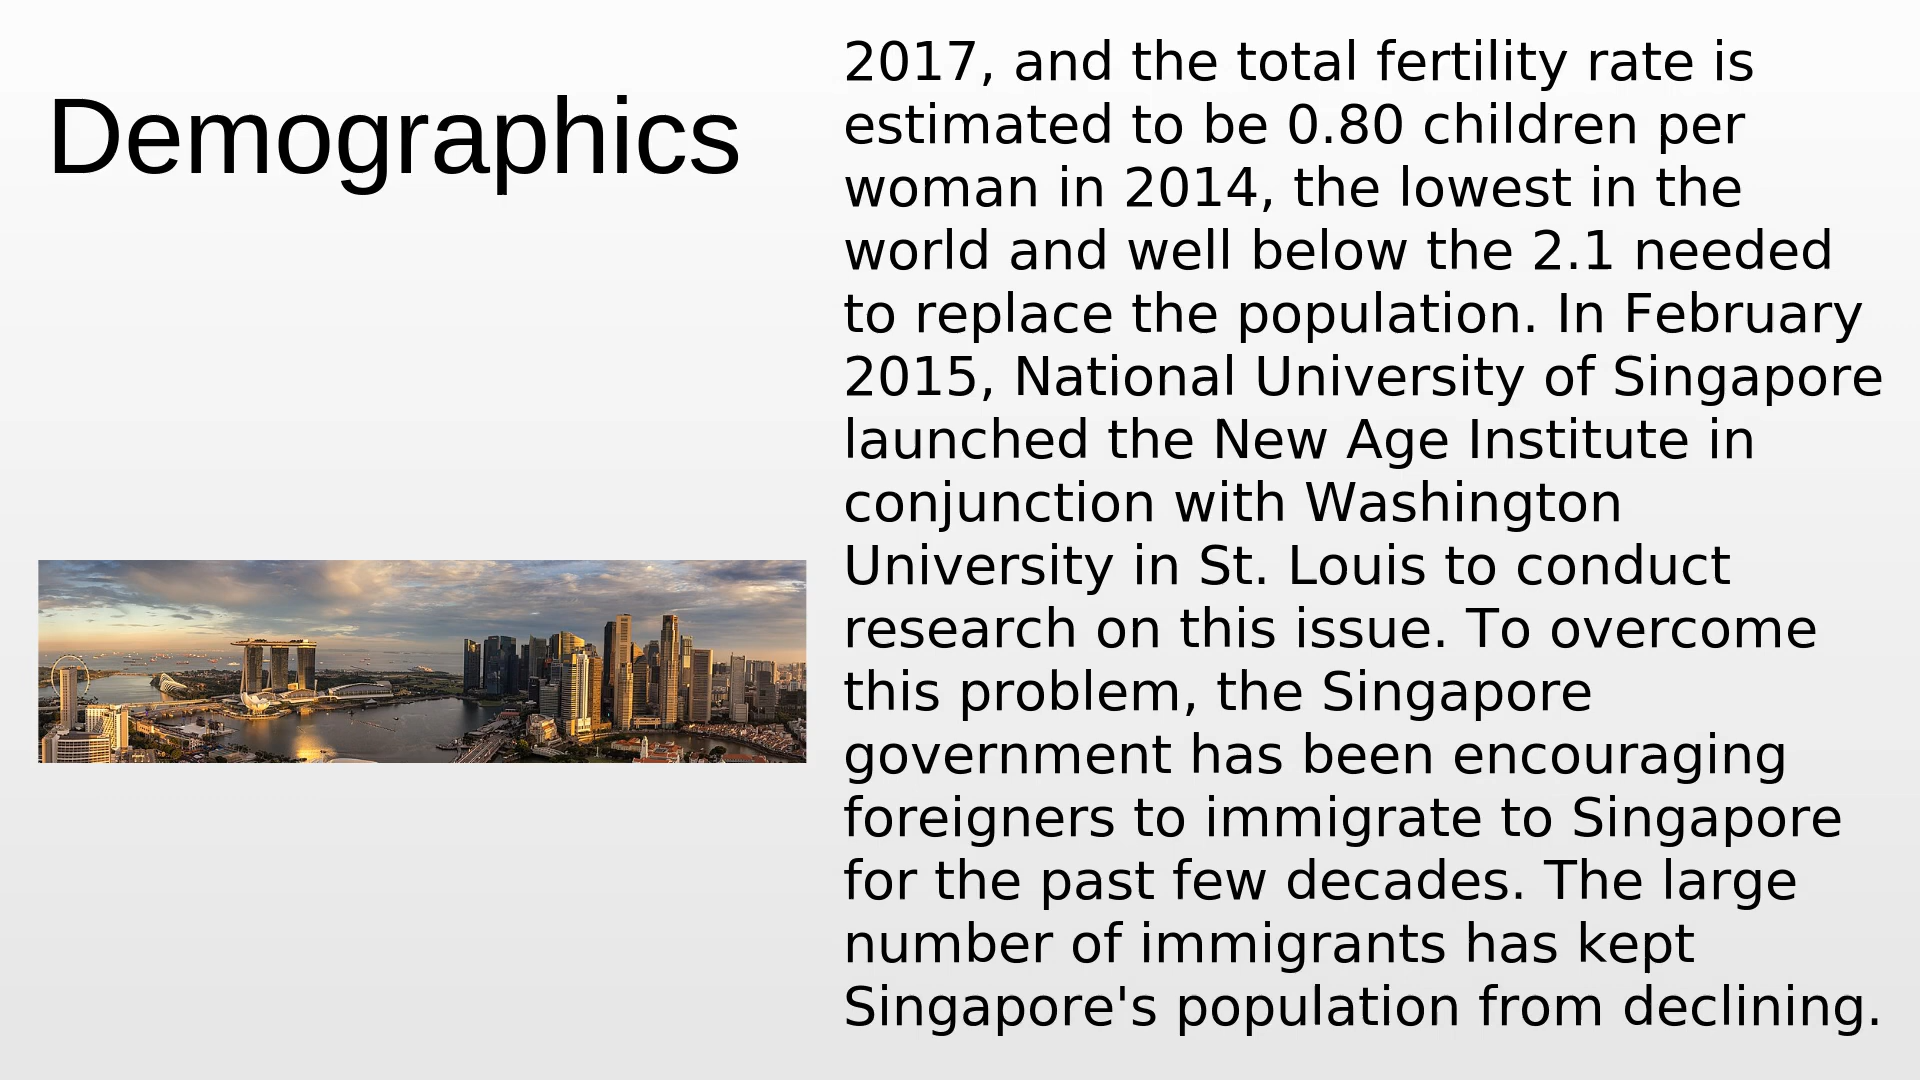 Demographics
2017, and the total fertility rate is
estimated to be 0.80 children per
woman in 2014, the lowest in the
world and well below the 2.1 needed
to replace the population. In February
2015, National University of Singapore
launched the New Age Institute in
conjunction with Washington
University in St. Louis to conduct
research on this issue. To overcome
this problem, the Singapore
government has been encouraging
foreigners to immigrate to Singapore
for the past few decades. The large
number of immigrants has kept
Singapore's population from declining.